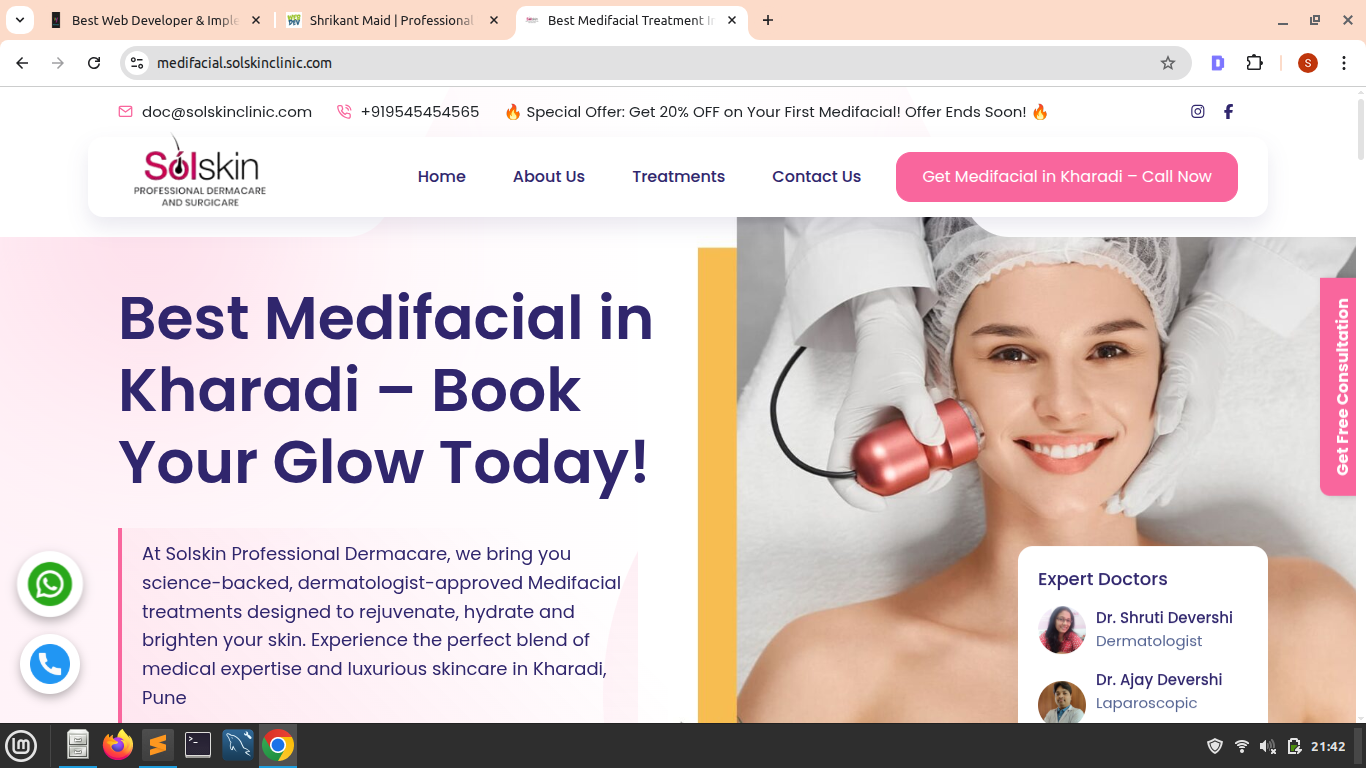 Best Web Developer & Imple
Shrikant Maid | Professional
Best Medifacial Treatment I
medifacial.solskinclinic.com
D
S
doc@solskinclinic.com
+919545454565
🔥 Special Offer: Get 20% OFF on Your First Medifacial! Offer Ends Soon! 🔥
Solskin
PROFESSIONAL DERMACARE
AND SURGICARE
Home
About Us
Treatments
Contact Us
Get Medifacial in Kharadi – Call Now
Best Medifacial in
Kharadi – Book
Your Glow Today!
Get Free Consultation
At Solskin Professional Dermacare, we bring you
science-backed, dermatologist-approved Medifacial
treatments designed to rejuvenate, hydrate and
brighten your skin. Experience the perfect blend of
medical expertise and luxurious skincare in Kharadi,
Pune
Expert Doctors
Dr. Shruti Devershi
Dermatologist
Dr. Ajay Devershi
Laparoscopic
21:42